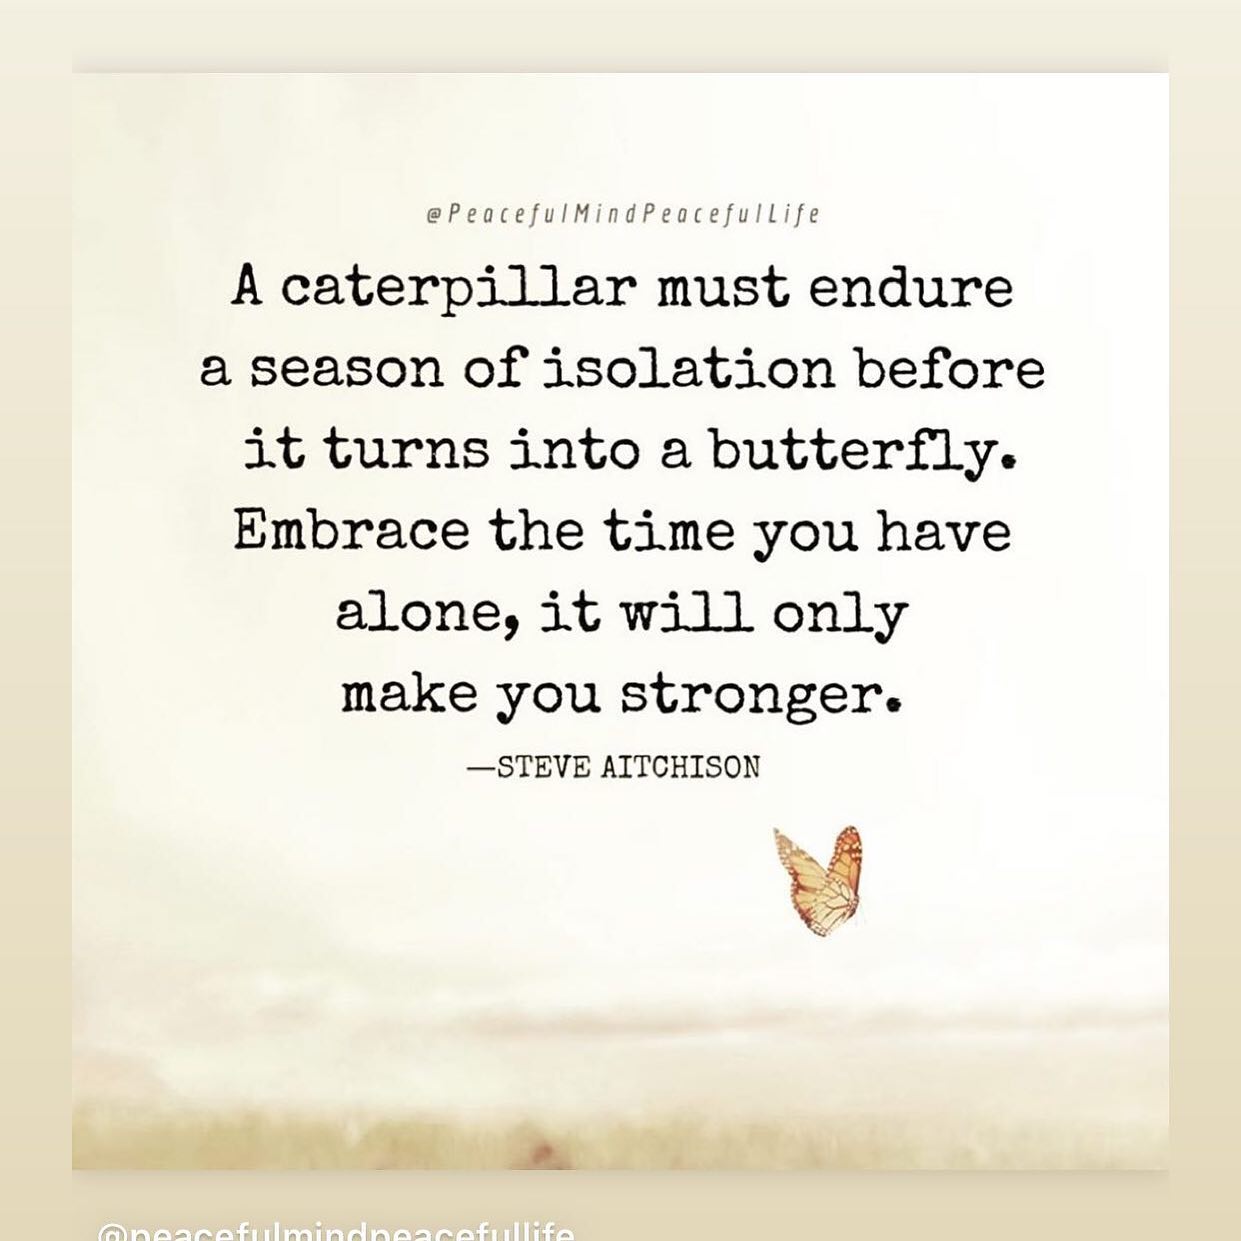 @PeacefulMindPeacefulLife
A caterpillar must endure
a season of isolation before
it turns into a butterfly.
Embrace the time you have
alone, it will only
make you stronger.
—STEVE AITCHISON
@peacefulmindpeacefullife